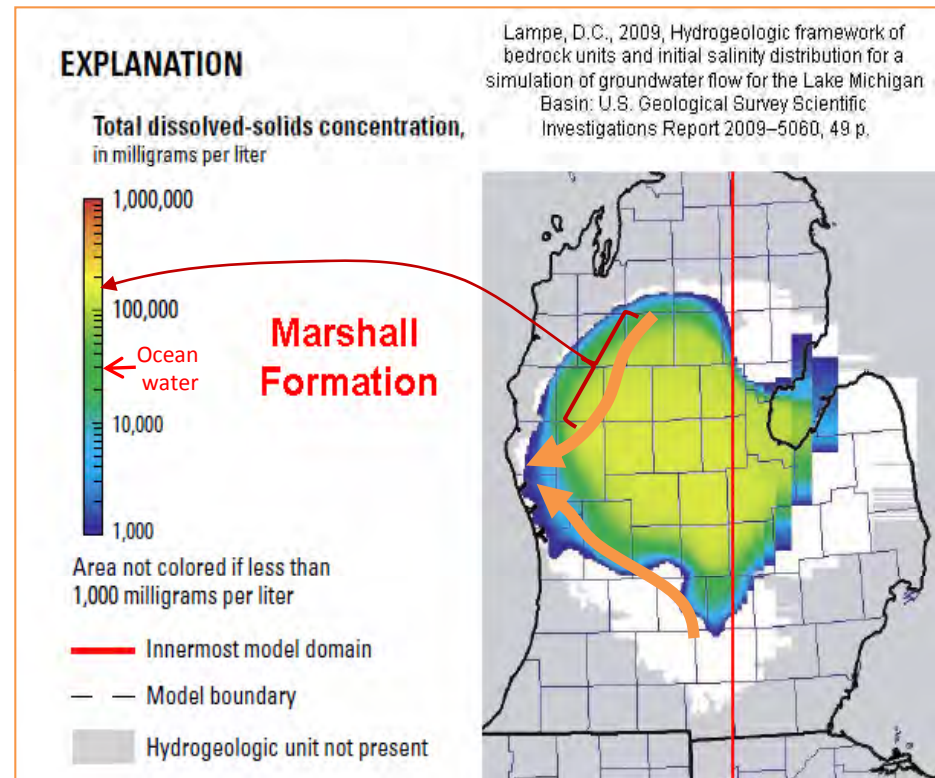 EXPLANATION
Total dissolved-solids concentration,
in milligrams per liter
1,000,000
100,000
Ocean
water
10,000
1,000
Area not colored if less than
1,000 milligrams per liter
Innermost model domain
Model boundary
Hydrogeologic unit not present
Marshall
Formation
Lampe, D.C., 2009, Hydrogeologic framework of
bedrock units and initial salinity distribution for a
simulation of groundwater flow for the Lake Michigan
Basin: U.S. Geological Survey Scientific
Investigations Report 2009–5060, 49 p.